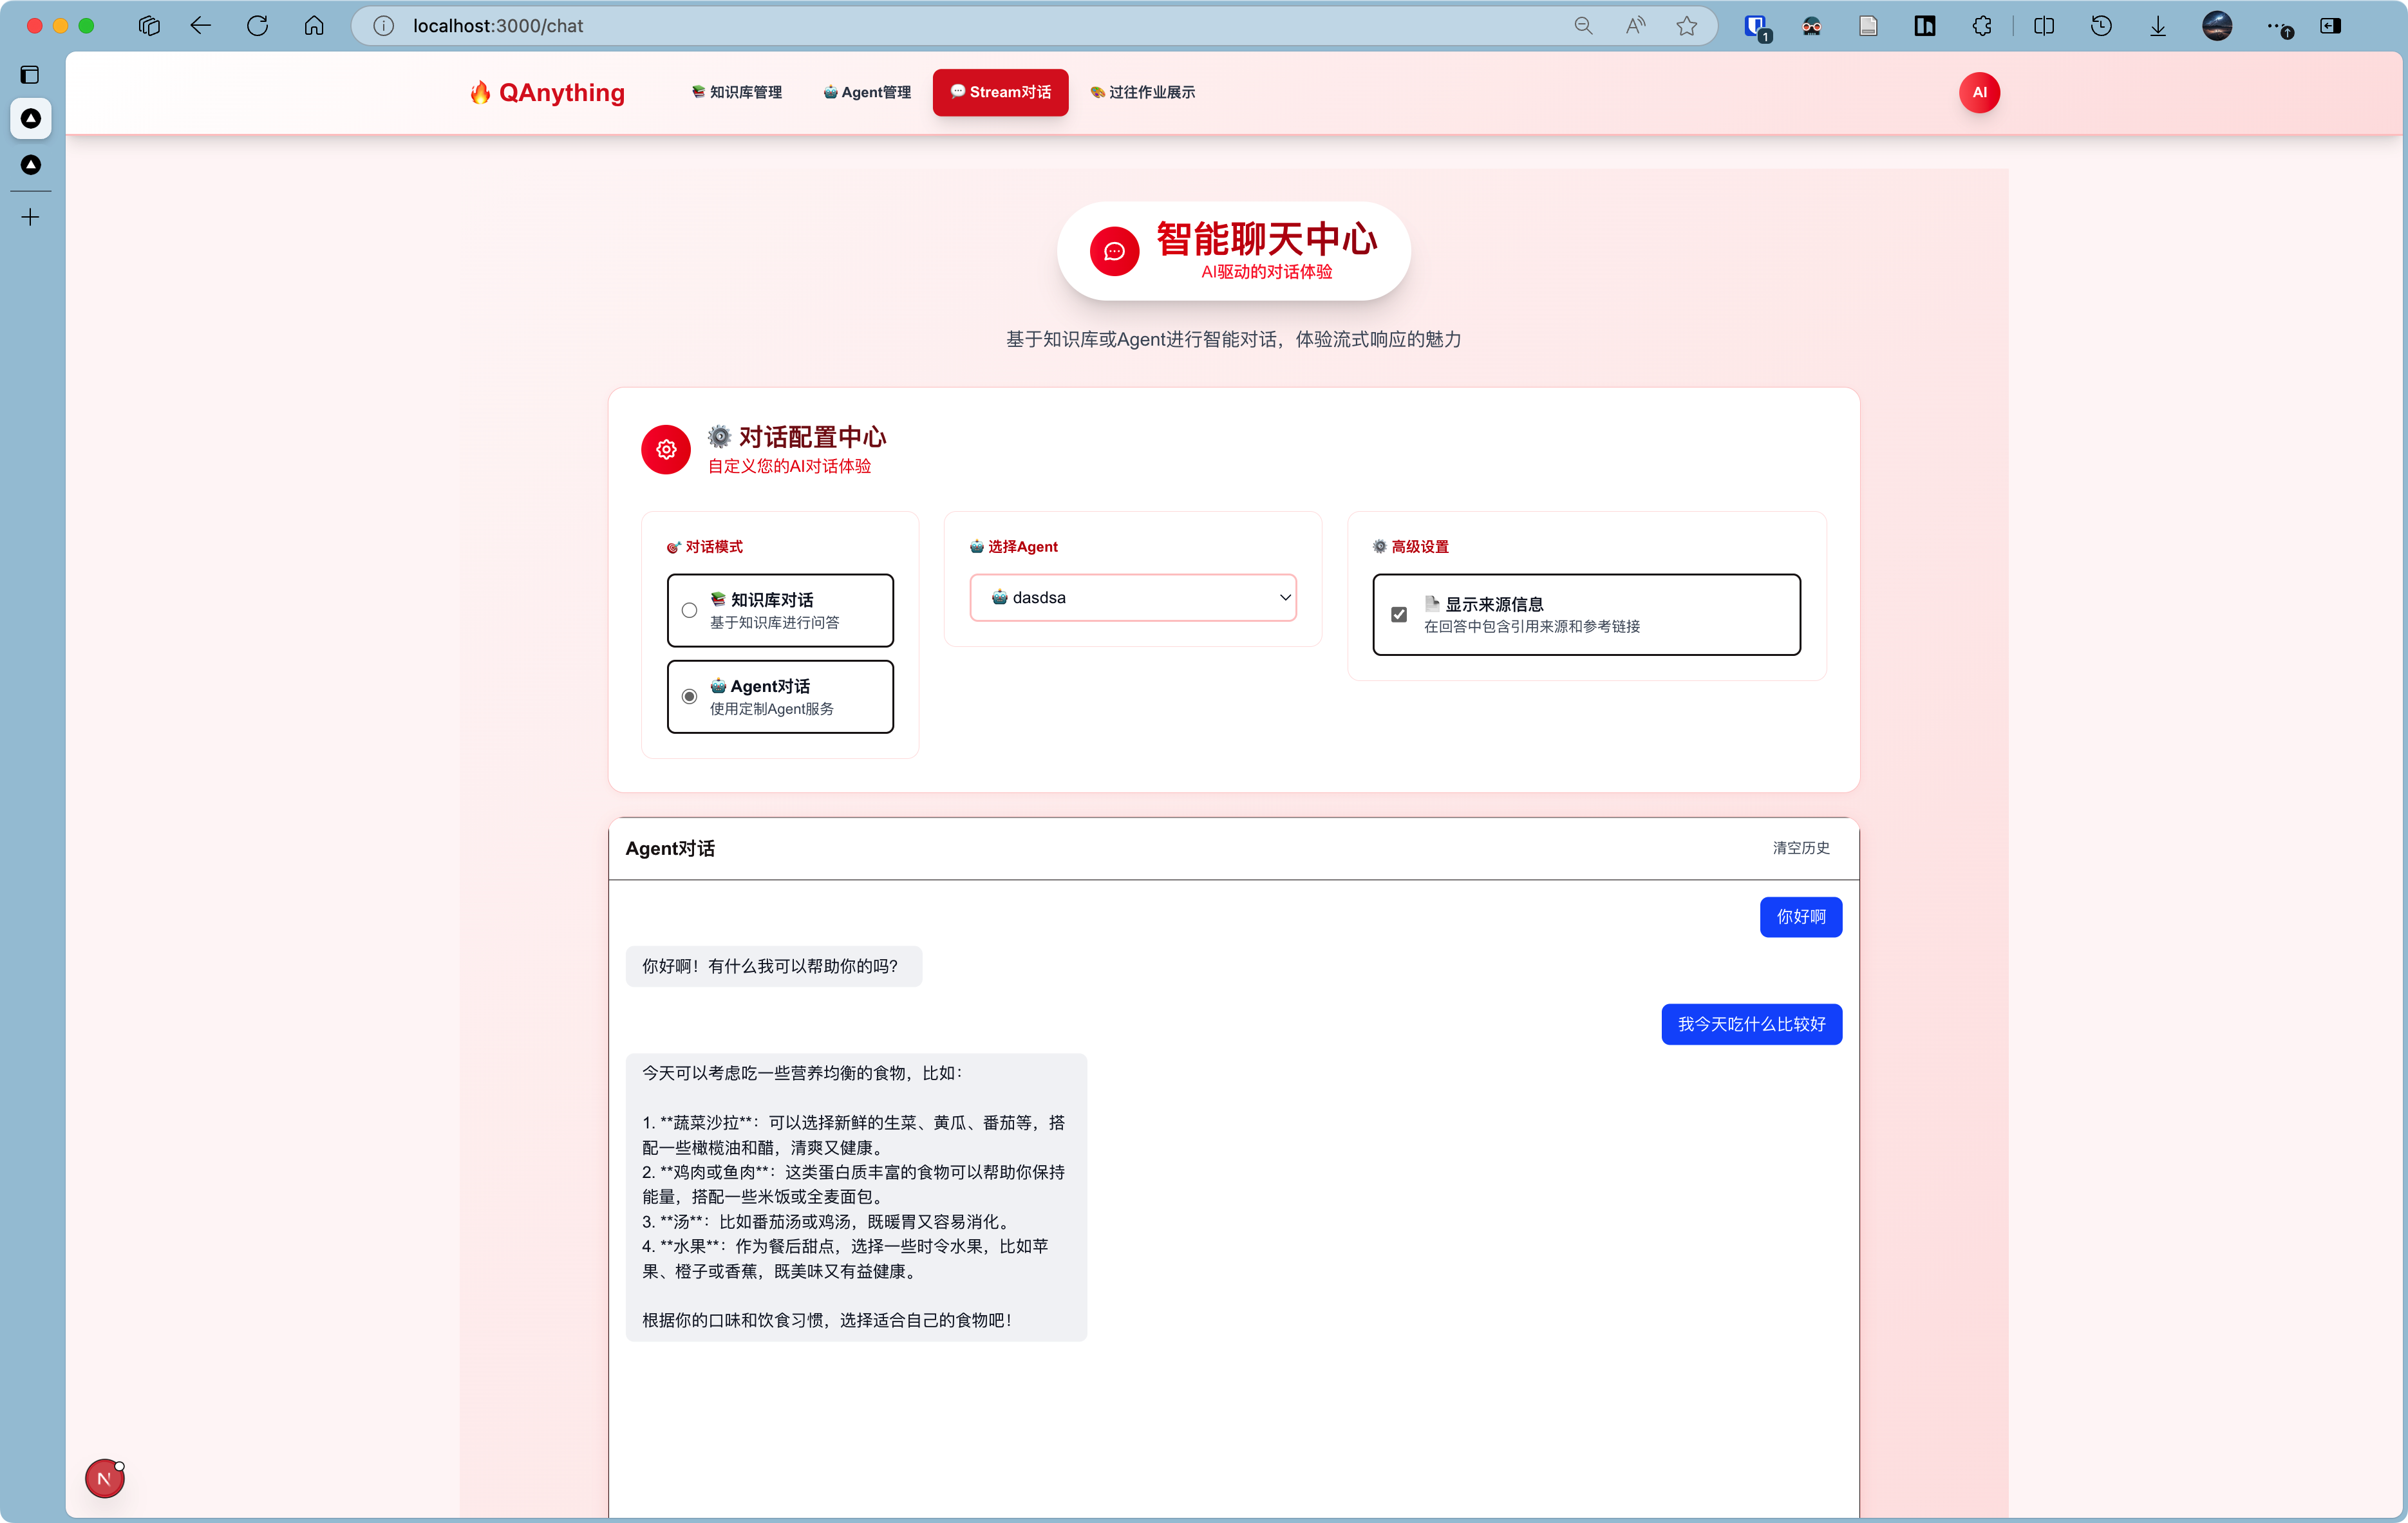 localhost:3000/chat
1
QAnything
知识库管理
Agent管理
Stream对话
过往作业展示
AI
智能聊天中心
AI驱动的对话体验
基于知识库或Agent进行智能对话，体验流式响应的魅力
对话配置中心
自定义您的AI对话体验
对话模式
知识库对话
基于知识库进行问答
Agent对话
使用定制Agent服务
选择Agent
dasdsa
高级设置
显示来源信息
在回答中包含引用来源和参考链接
Agent对话
清空历史
你好啊
你好啊！有什么我可以帮助你的吗？
我今天吃什么比较好
今天可以考虑吃一些营养均衡的食物，比如：
1. **蔬菜沙拉**：可以选择新鲜的生菜、黄瓜、番茄等，搭
配一些橄榄油和醋，清爽又健康。
2. **鸡肉或鱼肉**：这类蛋白质丰富的食物可以帮助你保持
能量，搭配一些米饭或全麦面包。
3. **汤**：比如番茄汤或鸡汤，既暖胃又容易消化。
4. **水果**：作为餐后甜点，选择一些时令水果，比如苹
果、橙子或香蕉，既美味又有益健康。
根据你的口味和饮食习惯，选择适合自己的食物吧！
N